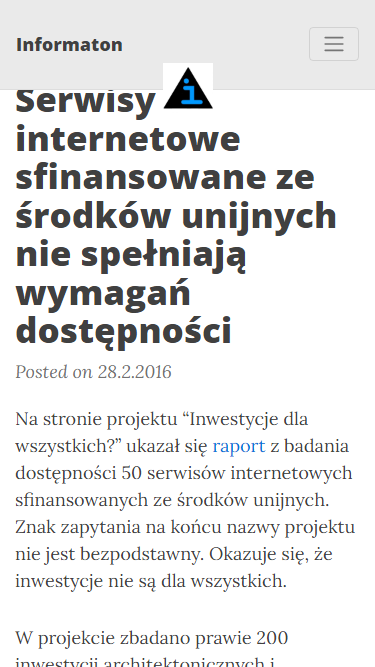 Informaton
Serwisy
internetowe
sfinansowane ze
środków unijnych
nie spełniają
wymagań
dostępności
Posted on 28.2.2016
Na stronie projektu “Inwestycje dla
wszystkich?” ukazał się raport z badania
dostępności 50 serwisów internetowych
sfinansowanych ze środków unijnych.
Znak zapytania na końcu nazwy projektu
nie jest bezpodstawny. Okazuje się, że
inwestycje nie są dla wszystkich.
W projekcie zbadano prawie 200
inwestycji architektonicznych i